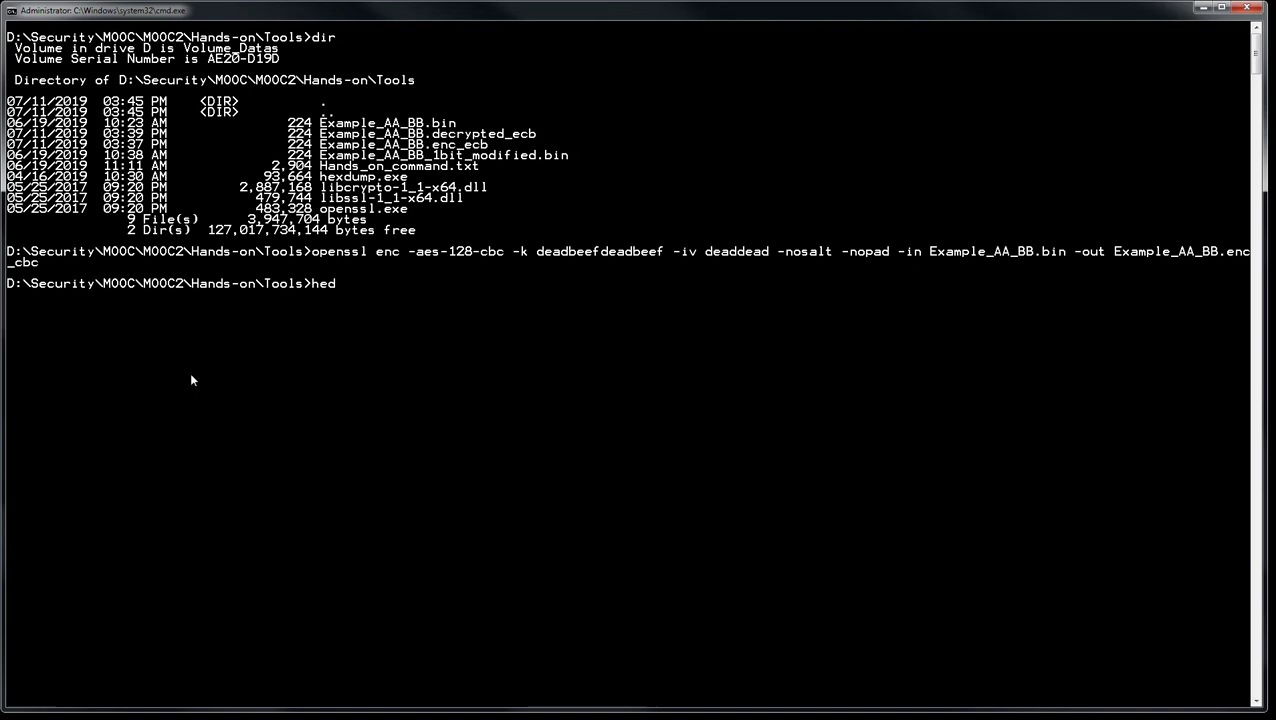 Administrator: C:\Windows\system32\cmd.exe
D:\Security\MOOC\MOOC2\Hands-on\Tools>dir
Volume in drive D is Volume_Datas
Volume Serial Number is AE20-D19D
Directory of D:\Security\MOOC\MOOC2\Hands-on\Tools
07/11/2019 03:45 PM <DIR> .
07/11/2019 03:45 PM <DIR> ..
06/19/2019 10:23 AM 224 Example_AA_BB.bin
07/11/2019 03:39 PM 224 Example_AA_BB.decrypted_ecb
07/11/2019 03:37 PM 224 Example_AA_BB.enc_ecb
06/19/2019 10:38 AM 224 Example_AA_BB_1bit_modified.bin
06/19/2019 11:11 AM 2,904 Hands_on_command.txt
04/16/2019 10:30 AM 93,664 hexdump.exe
05/25/2017 09:20 PM 2,887,168 libcrypto-1_1-x64.dll
05/25/2017 09:20 PM 479,744 libssl-1_1-x64.dll
05/25/2017 09:20 PM 483,328 openssl.exe
9 File(s) 3,947,704 bytes
2 Dir(s) 127,017,734,144 bytes free
D:\Security\MOOC\MOOC2\Hands-on\Tools>openssl enc -aes-128-cbc -k deadbeefdeadbeef -iv deaddead -nosalt -nopad -in Example_AA_BB.bin -out Example_AA_BB.enc
_cbc
D:\Security\MOOC\MOOC2\Hands-on\Tools>hed